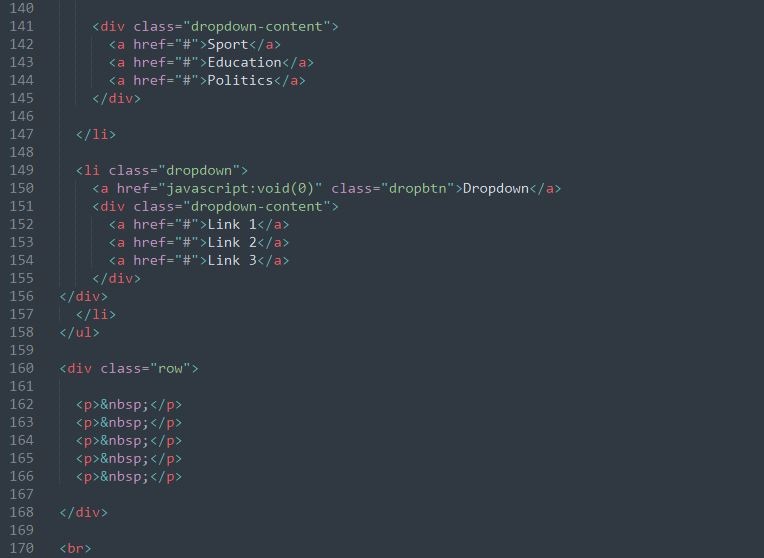 140
141 <div class="dropdown-content">
142 <a href="#">Sport</a>
143 <a href="#">Education</a>
144 <a href="#">Politics</a>
145 </div>
146
147 </li>
148
149 <li class="dropdown">
150 <a href="javascript:void(0)" class="dropbtn">Dropdown</a>
151 <div class="dropdown-content">
152 <a href="#">Link 1</a>
153 <a href="#">Link 2</a>
154 <a href="#">Link 3</a>
155 </div>
156 </div>
157 </li>
158 </ul>
159
160 <div class="row">
161
162 <p>&nbsp;</p>
163 <p>&nbsp;</p>
164 <p>&nbsp;</p>
165 <p>&nbsp;</p>
166 <p>&nbsp;</p>
167
168 </div>
169
170 <br>